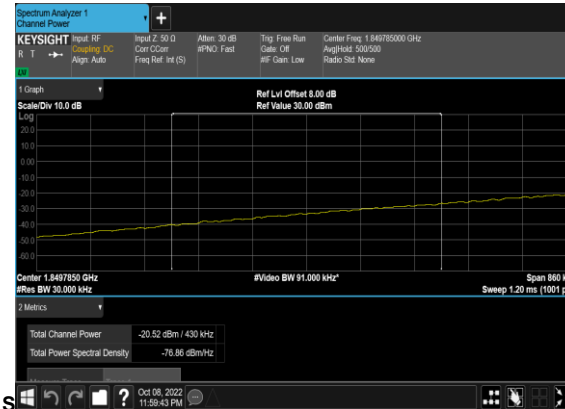 Spectrum Analyzer 1
Channel Power
+
KEYSIGHT Input: RF Input Z: 50 Ω Atten: 30 dB Trig: Free Run Center Freq: 1.849785000 GHz
R T Coupling: DC Corr CCorr #PNO: Fast Gate: Off Avg|Hold: 500/500
Align: Auto Freq Ref: Int (S) #IF Gain: Low Radio Std: None
1 Graph
Ref Lvl Offset 8.00 dB
Scale/Div 10.0 dB Ref Value 30.00 dBm
Log
20.0
10.0
0.00
-10.0
-20.0
-30.0
-40.0
-50.0
-60.0
Center 1.8497850 GHz #Video BW 91.000 kHz* Span 860
#Res BW 30.000 kHz Sweep 1.20 ms (1001
2 Metrics
Total Channel Power -20.52 dBm / 430 kHz
Total Power Spectral Density -76.86 dBm/Hz
S
? Oct 08, 2022
11:59:43 PM